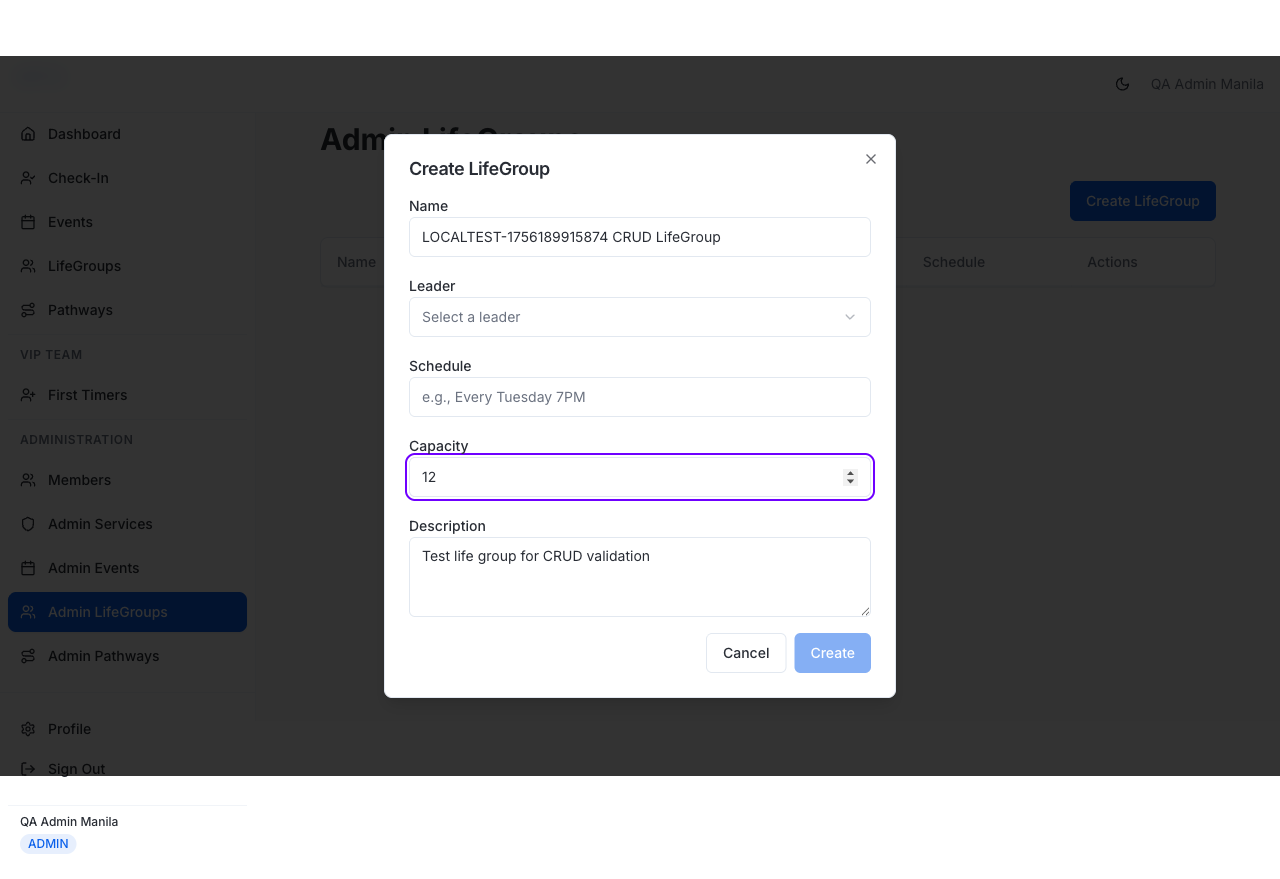 QA Admin Manila
Dashboard
Check-In
Events
LifeGroups
Pathways
VIP TEAM
First Timers
ADMINISTRATION
Members
Admin Services
Admin Events
Admin LifeGroups
Admin Pathways
Profile
Sign Out
QA Admin Manila
ADMIN
Admin LifeGroups
Create LifeGroup
Name
Schedule
Actions
Create LifeGroup
Name
LOCALTEST-1756189915874 CRUD LifeGroup
Leader
Select a leader
Schedule
e.g., Every Tuesday 7PM
Capacity
12
Description
Test life group for CRUD validation
Cancel
Create